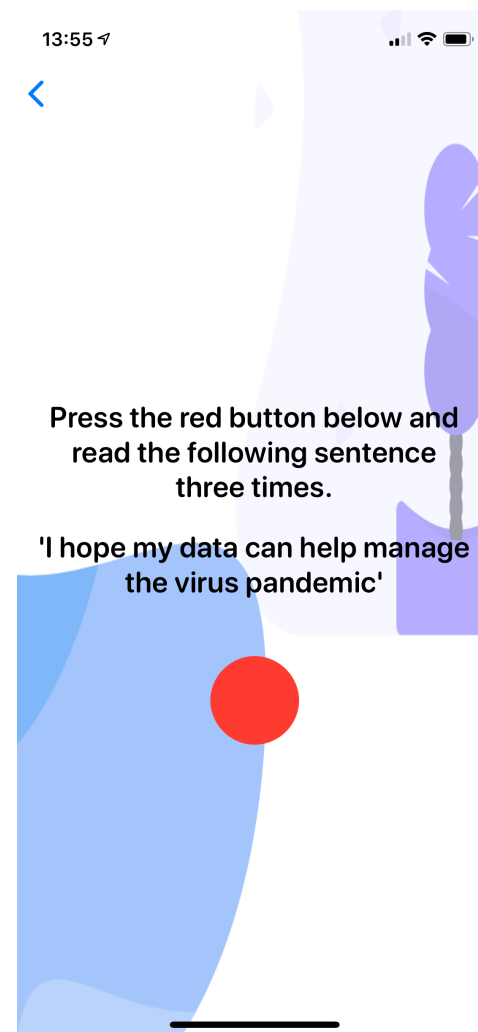 13:55
Press the red button below and
read the following sentence
three times.
'I hope my data can help manage
the virus pandemic'